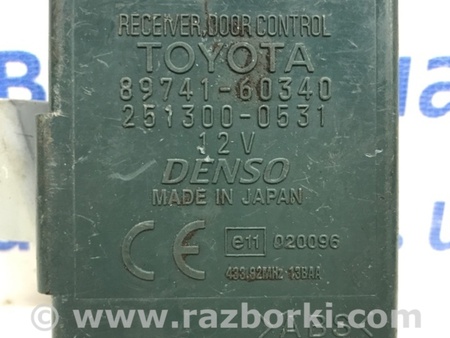 RECEIVER,DOOR CONTROL
TOYOTA
89741-60340
251300-0531
12V
DENSO
MADE IN JAPAN
CE e11 020096
433.92MHz-13BAA
>ABS<
© www.razborki.com